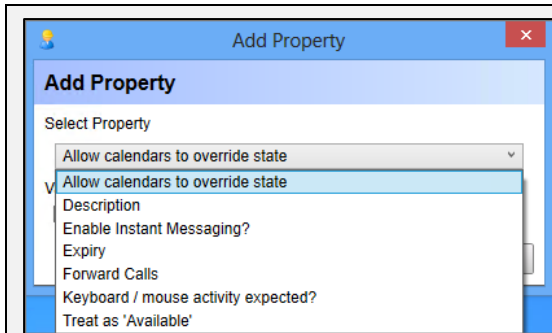 Add Property
Add Property
Select Property
Allow calendars to override state
Allow calendars to override state
Description
Enable Instant Messaging?
Expiry
Forward Calls
Keyboard / mouse activity expected?
Treat as 'Available'